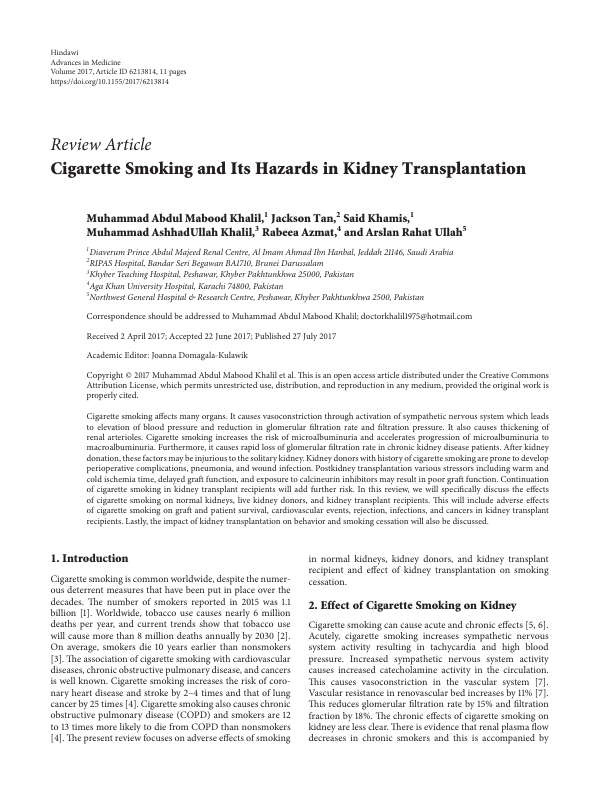 Hindawi
Advances in Medicine
Volume 2017, Article ID 6213814, 11 pages
https://doi.org/10.1155/2017/6213814
Review Article
Cigarette Smoking and Its Hazards in Kidney Transplantation
Muhammad Abdul Mabood Khalil,1 Jackson Tan,2 Said Khamis,1
Muhammad AshhadUllah Khalil,3 Rabeea Azmat,4 and Arslan Rahat Ullah5
1Diaverum Prince Abdul Majeed Renal Centre, Al Imam Ahmad Ibn Hanbal, Jeddah 21146, Saudi Arabia
2RIPAS Hospital, Bandar Seri Begawan BA1710, Brunei Darussalam
3Khyber Teaching Hospital, Peshawar, Khyber Pakhtunkhwa 25000, Pakistan
4Aga Khan University Hospital, Karachi 74800, Pakistan
5Northwest General Hospital & Research Centre, Peshawar, Khyber Pakhtunkhwa 2500, Pakistan
Correspondence should be addressed to Muhammad Abdul Mabood Khalil; doctorkhalil1975@hotmail.com
Received 2 April 2017; Accepted 22 June 2017; Published 27 July 2017
Academic Editor: Joanna Domagala-Kulawik
Copyright © 2017 Muhammad Abdul Mabood Khalil et al. This is an open access article distributed under the Creative Commons
Attribution License, which permits unrestricted use, distribution, and reproduction in any medium, provided the original work is
properly cited.
Cigarette smoking affects many organs. It causes vasoconstriction through activation of sympathetic nervous system which leads
to elevation of blood pressure and reduction in glomerular filtration rate and filtration pressure. It also causes thickening of
renal arterioles. Cigarette smoking increases the risk of microalbuminuria and accelerates progression of microalbuminuria to
macroalbuminuria. Furthermore, it causes rapid loss of glomerular filtration rate in chronic kidney disease patients. After kidney
donation, these factors may be injurious to the solitary kidney. Kidney donors with history of cigarette smoking are prone to develop
perioperative complications, pneumonia, and wound infection. Postkidney transplantation various stressors including warm and
cold ischemia time, delayed graft function, and exposure to calcineurin inhibitors may result in poor graft function. Continuation
of cigarette smoking in kidney transplant recipients will add further risk. In this review, we will specifically discuss the effects
of cigarette smoking on normal kidneys, live kidney donors, and kidney transplant recipients. This will include adverse effects
of cigarette smoking on graft and patient survival, cardiovascular events, rejection, infections, and cancers in kidney transplant
recipients. Lastly, the impact of kidney transplantation on behavior and smoking cessation will also be discussed.
1. Introduction
Cigarette smoking is common worldwide, despite the numer-
ous deterrent measures that have been put in place over the
decades. The number of smokers reported in 2015 was 1.1
billion [1]. Worldwide, tobacco use causes nearly 6 million
deaths per year, and current trends show that tobacco use
will cause more than 8 million deaths annually by 2030 [2].
On average, smokers die 10 years earlier than nonsmokers
[3]. The association of cigarette smoking with cardiovascular
diseases, chronic obstructive pulmonary disease, and cancers
is well known. Cigarette smoking increases the risk of coro-
nary heart disease and stroke by 2–4 times and that of lung
cancer by 25 times [4]. Cigarette smoking also causes chronic
obstructive pulmonary disease (COPD) and smokers are 12
to 13 times more likely to die from COPD than nonsmokers
[4]. The present review focuses on adverse effects of smoking
in normal kidneys, kidney donors, and kidney transplant
recipient and effect of kidney transplantation on smoking
cessation.
2. Effect of Cigarette Smoking on Kidney
Cigarette smoking can cause acute and chronic effects [5, 6].
Acutely, cigarette smoking increases sympathetic nervous
system activity resulting in tachycardia and high blood
pressure. Increased sympathetic nervous system activity
causes increased catecholamine activity in the circulation.
This causes vasoconstriction in the vascular system [7].
Vascular resistance in renovascular bed increases by 11% [7].
This reduces glomerular filtration rate by 15% and filtration
fraction by 18%. The chronic effects of cigarette smoking on
kidney are less clear. There is evidence that renal plasma flow
decreases in chronic smokers and this is accompanied by